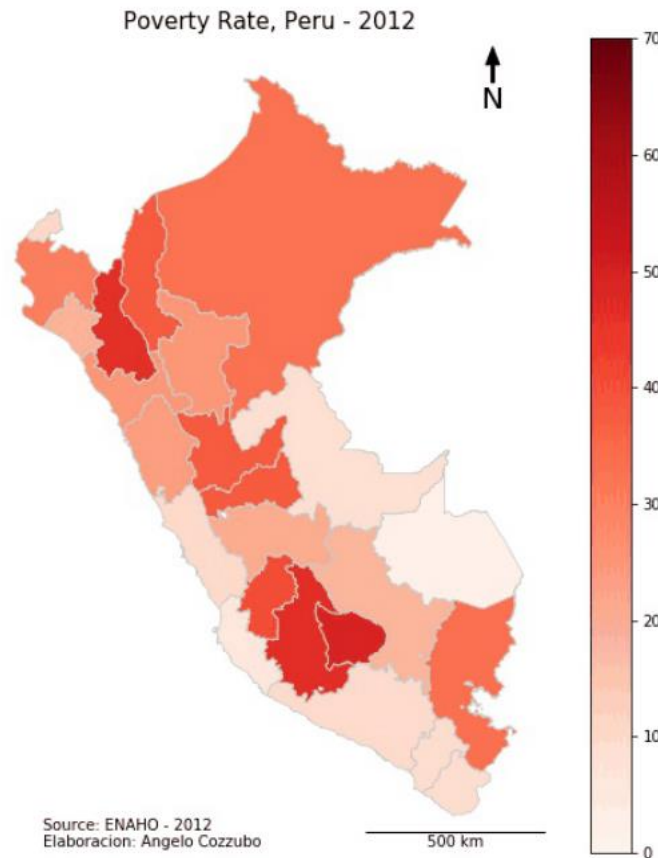 Poverty Rate, Peru - 2012
N
70
60
50
40
30
20
10
0
Source: ENAHO - 2012
Elaboracion: Angelo Cozzubo
500 km